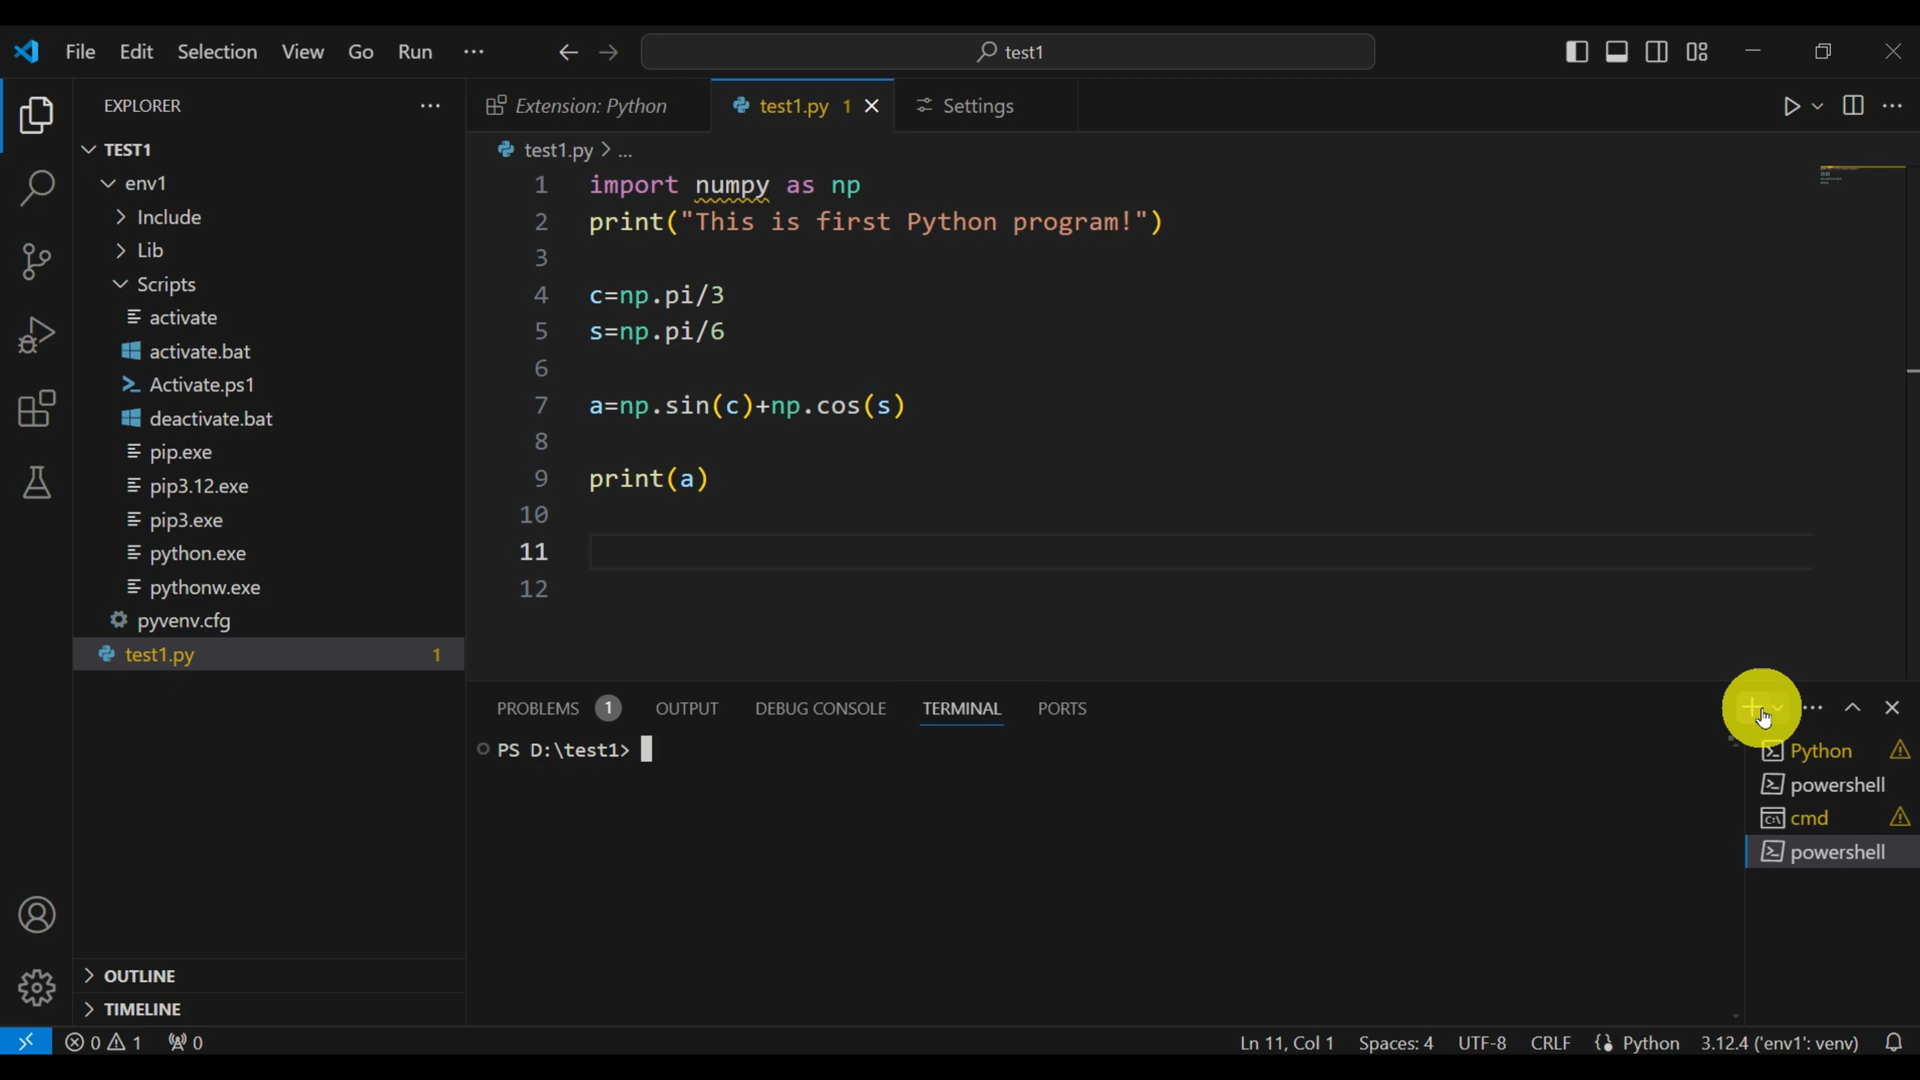 File Edit Selection View Go Run ··· test1
EXPLORER ···
TEST1
env1
Include
Lib
Scripts
activate
activate.bat
Activate.ps1
deactivate.bat
pip.exe
pip3.12.exe
pip3.exe
python.exe
pythonw.exe
pyvenv.cfg
test1.py 1
OUTLINE
TIMELINE
Extension: Python test1.py 1 Settings
test1.py > ...
1 import numpy as np
2 print("This is first Python program!")
3
4 c=np.pi/3
5 s=np.pi/6
6
7 a=np.sin(c)+np.cos(s)
8
9 print(a)
10
11
12
PROBLEMS 1 OUTPUT DEBUG CONSOLE TERMINAL PORTS
PS D:\test1>
Python
powershell
cmd
powershell
0 1 0 Ln 11, Col 1 Spaces: 4 UTF-8 CRLF Python 3.12.4 ('env1': venv)